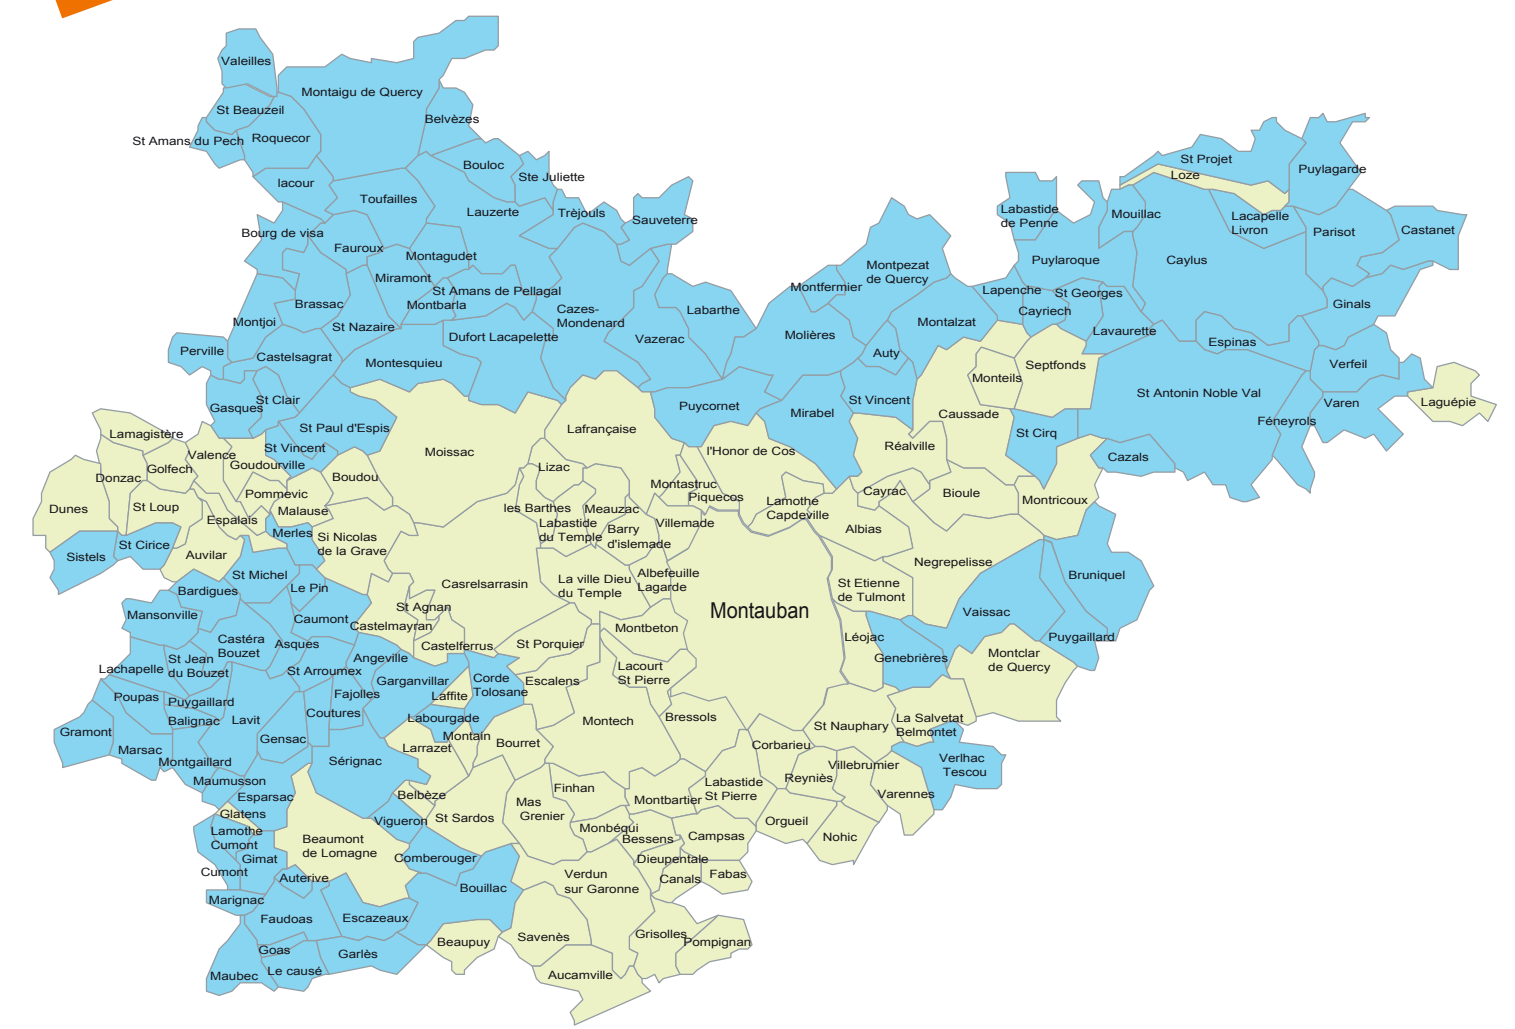 Valeilles
Montaigu de Quercy
St Beauzeil
Belvèzes
St Amans du Pech
Roquecor
Bouloc
Ste Juliette
lacour
Toufailles
Lauzerte
Trèjouls
Sauveterre
Bourg de visa
Fauroux
Montagudet
Miramont
St Amans de Pellagal
Montbarla
Brassac
Montjoi
St Nazaire
Cazes-
Mondenard
Labarthe
Dufort Lacapelette
Vazerac
Perville
Castelsagrat
Montesquieu
Gasques
St Clair
St Paul d'Espis
St Vincent
Puycornet
Montfermier
Montpezat
de Quercy
Molières
Montalzat
Auty
Mirabel
St Vincent
Labastide
de Penne
Mouillac
St Projet
Loze
Puylagarde
Lacapelle
Livron
Parisot
Castanet
Puylaroque
Caylus
Lapenche
St Georges
Cayriech
Lavaurette
Ginals
Espinas
Verfeil
Septfonds
Monteils
St Antonin Noble Val
Varen
Laguépie
Féneyrols
Caussade
St Cirq
Cazals
Réalville
Lamagistère
Valence
Golfech
Goudourville
Donzac
Boudou
Moissac
Lafrançaise
l'Honor de Cos
Lizac
Montastruc
Piquecos
Lamothe
Capdeville
Cayrac
Bioule
Montricoux
Albias
Dunes
St Loup
Pommevic
Espalais
Malause
Merles
Si Nicolas
de la Grave
les Barthes
Labastide
du Temple
Meauzac
Barry
d'islemade
Villemade
Sistels
St Cirice
Auvilar
St Michel
Le Pin
Bardigues
Mansonville
Caumont
Casrelsarrasin
La ville Dieu
du Temple
Albefeuille
Lagarde
Montauban
St Etienne
de Tulmont
Negrepelisse
Bruniquel
Vaissac
Puygaillard
Léojac
Genebrières
Montclar
de Quercy
St Agnan
Castelmayran
Castelferrus
St Porquier
Montbeton
Castéra
Bouzet
Asques
St Arroumex
Angeville
Garganvillar
Lachapelle
St Jean
du Bouzet
Poupas
Puygaillard
Balignac
Lavit
Fajolles
Coutures
Laffite
Corde
Tolosane
Escalens
Lacourt
St Pierre
Labourgade
Montain
Larrazet
Bourret
Montech
Bressols
Corbarieu
St Nauphary
La Salvetat
Belmontet
Verlhac
Tescou
Gramont
Marsac
Gensac
Montgaillard
Sérignac
Maumusson
Esparsac
Glatens
Belbèze
Vigueron
St Sardos
Mas
Grenier
Finhan
Montbartier
Labastide
St Pierre
Reyniès
Villebrumier
Varennes
Orgueil
Nohic
Lamothe
Cumont
Gimat
Cumont
Beaumont
de Lomagne
Comberouger
Monbéqui
Bessens
Campsas
Dieupentale
Canals
Fabas
Auterive
Marignac
Bouillac
Verdun
sur Garonne
Faudoas
Escazeaux
Goas
Garlès
Le causé
Maubec
Beaupuy
Savenès
Grisolles
Pompignan
Aucamville